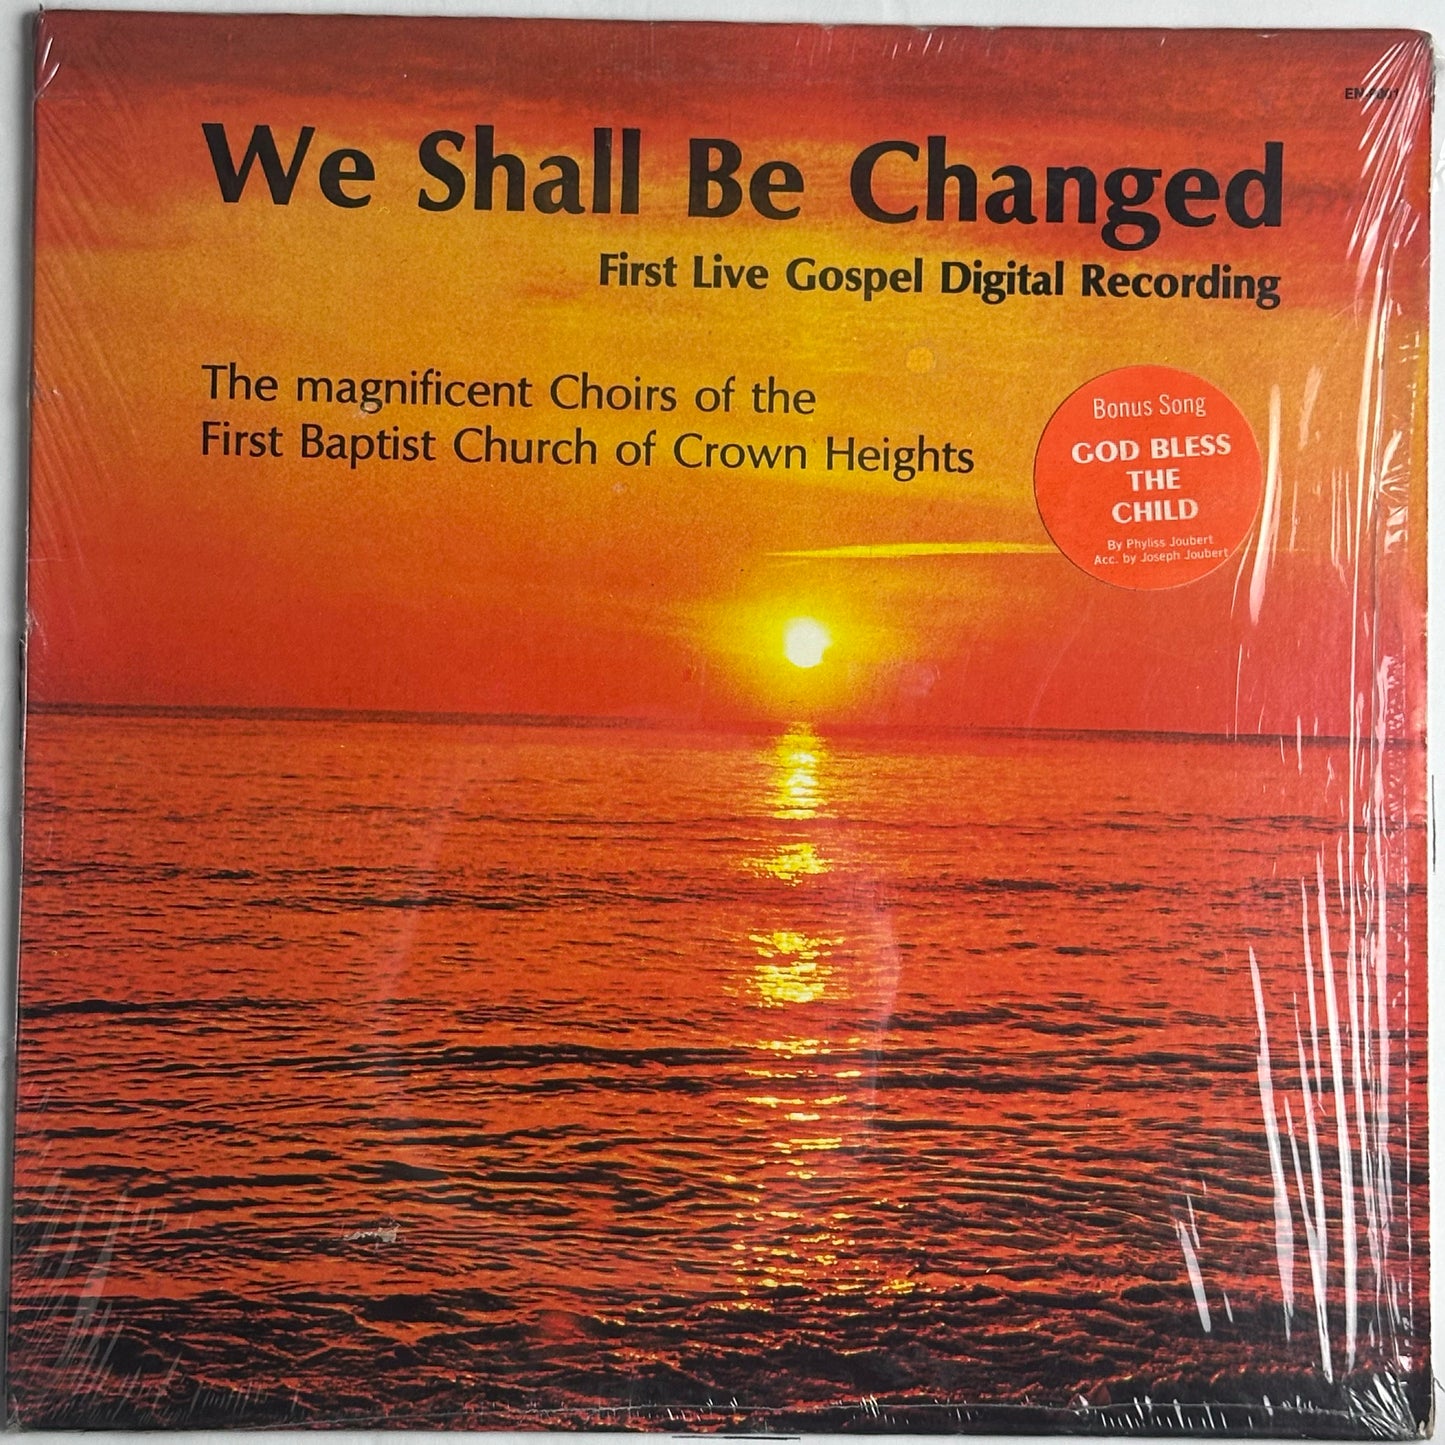 We Shall Be Changed
First Live Gospel Digital Recording
The magnificent Choirs of the
First Baptist Church of Crown Heights
Bonus Song
GOD BLESS
THE
CHILD
By Phyliss Joubert
Acc. by Joseph Joubert